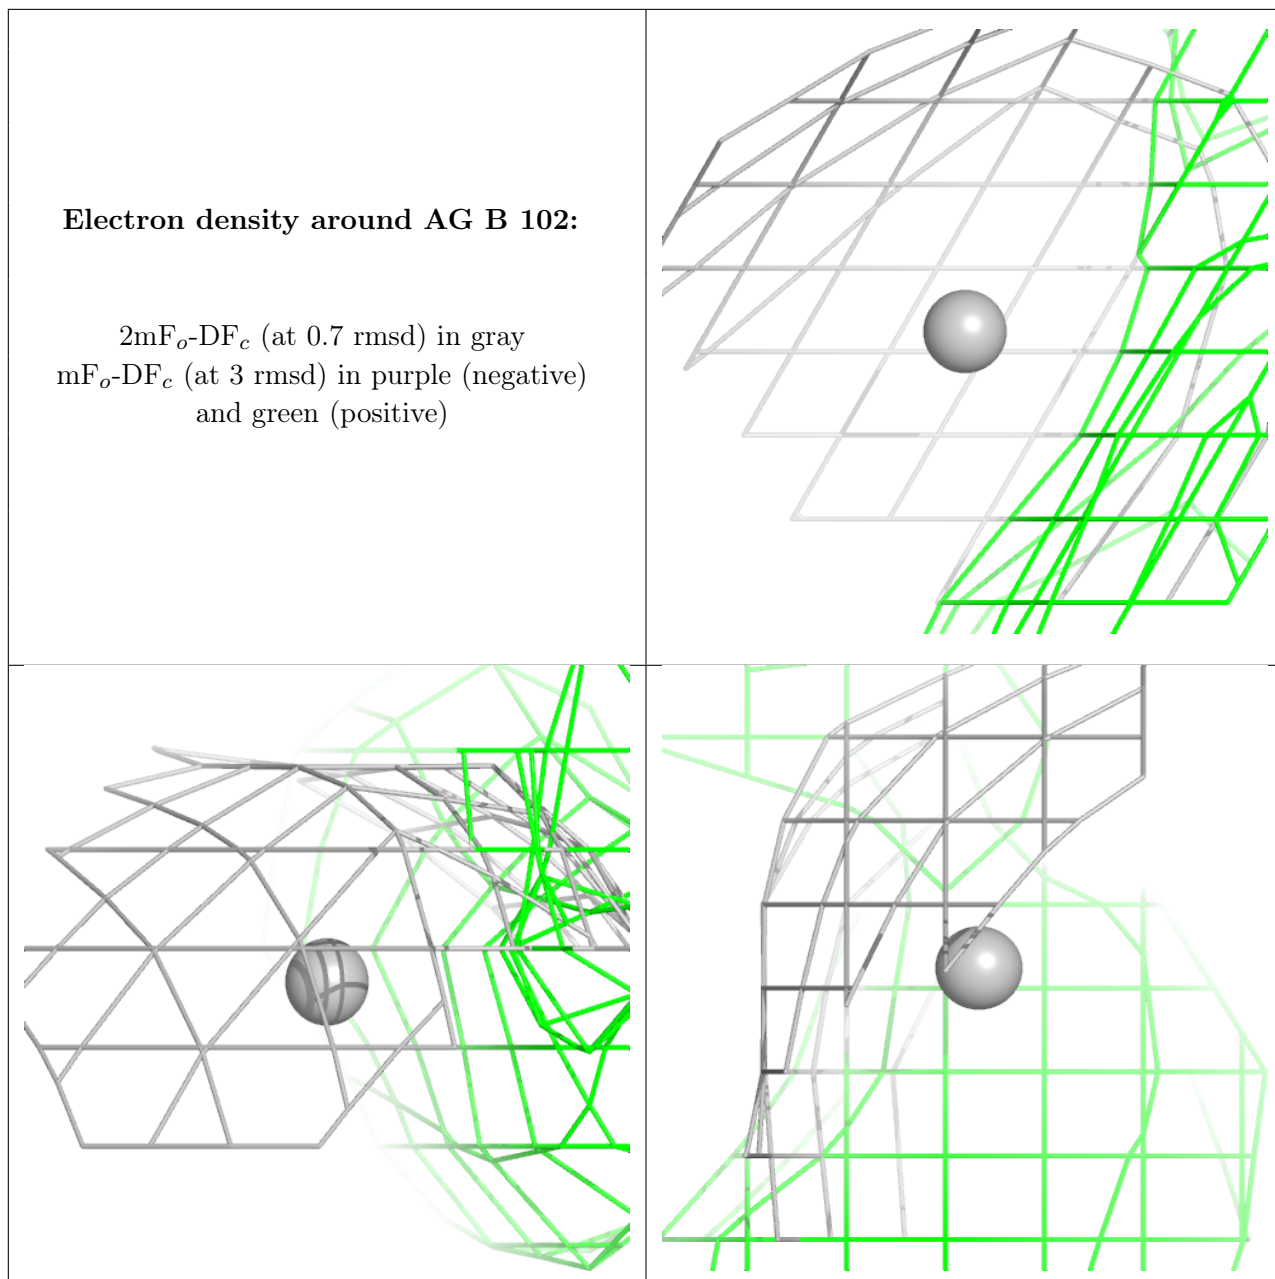 Electron density around AG B 102:
2mFo-DFc (at 0.7 rmsd) in gray
mFo-DFc (at 3 rmsd) in purple (negative)
and green (positive)